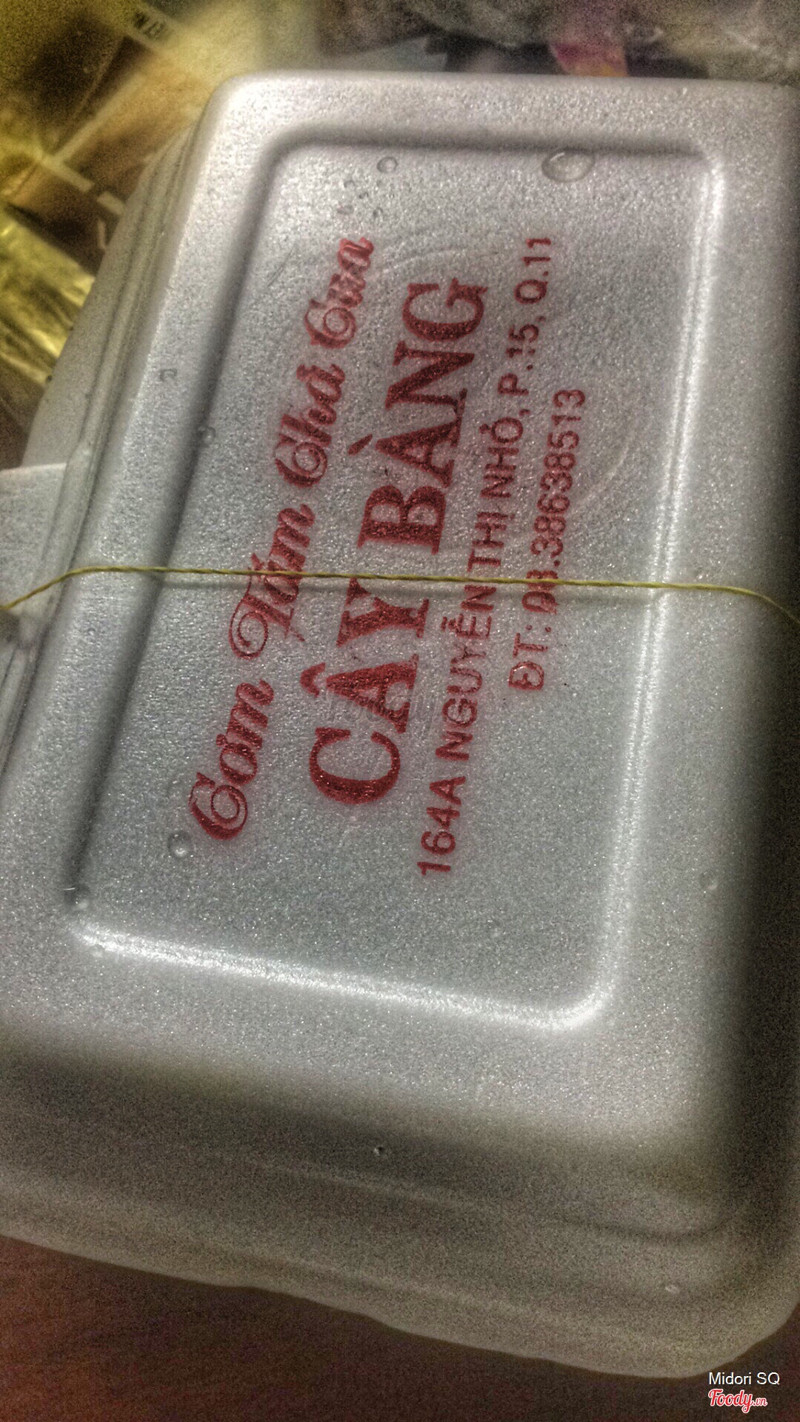 Cơm Tấm Chả Cua
CÂY BÀNG
164A NGUYỄN THỊ NHỎ, P.15, Q.11
ĐT: 08.38638513
Midori SQ
Foody.vn